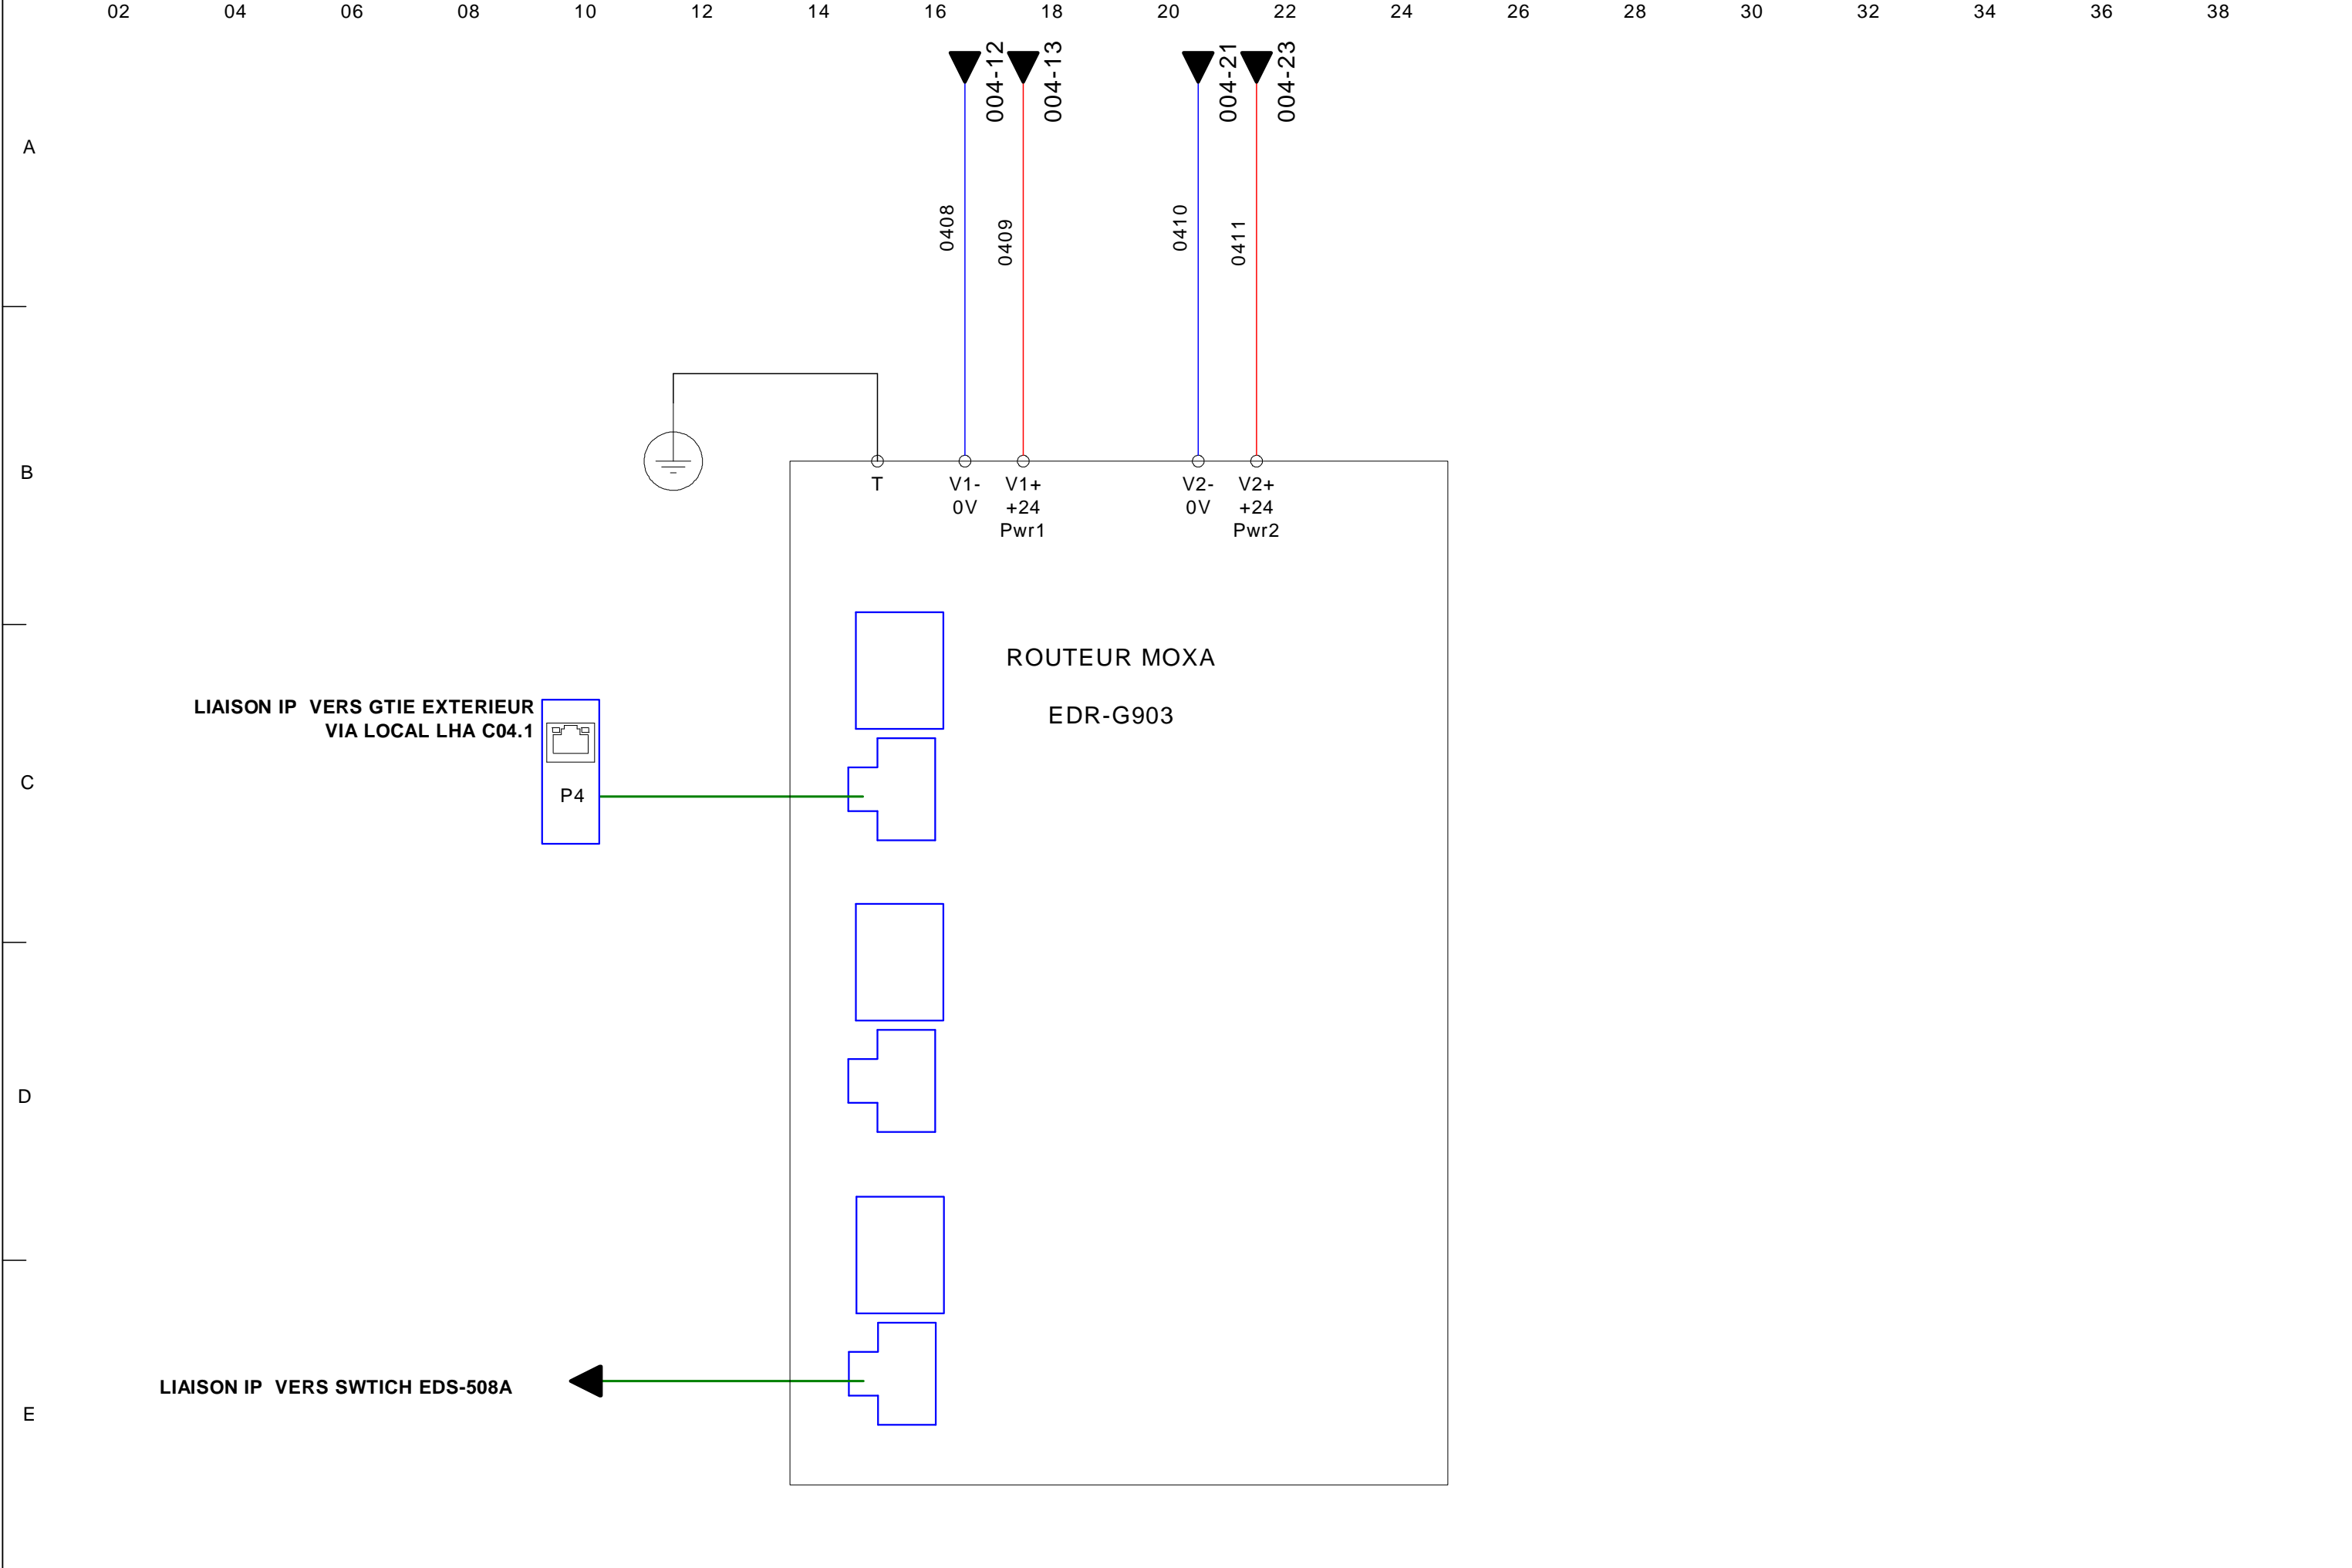 02 04 06 08 10 12 14 16 18 20 22 24 26 28 30 32 34 36 38
004-12
004-13
004-21
004-23
A
0408
0409
0410
0411
B
T
V1-
0V
V1+
+24
Pwr1
V2-
0V
V2+
+24
Pwr2
ROUTEUR MOXA
EDR-G903
LIAISON IP  VERS GTIE EXTERIEUR
VIA LOCAL LHA C04.1
C
P4
D
LIAISON IP  VERS SWTICH EDS-508A
E